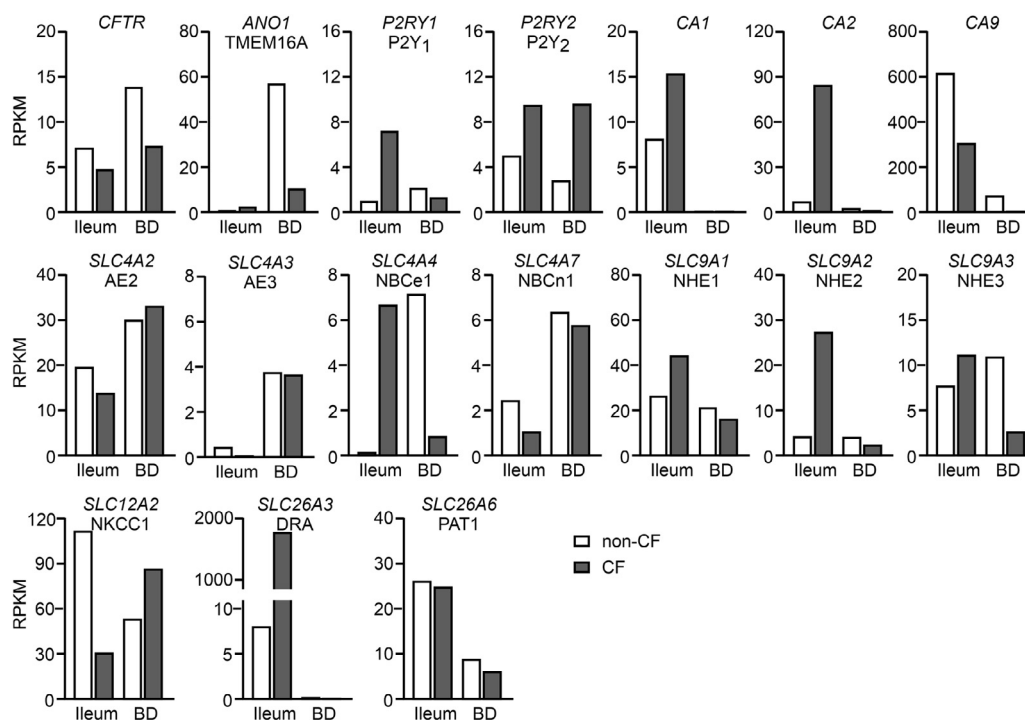 CFTR ANO1 P2RY1 P2RY2 CA1 CA2 CA9
TMEM16A P2Y1 P2Y2
RPKM
20 80 16 16 20 120 800
15 60 12 12 15 90 600
10 40 8 8 10 60 400
5 20 4 4 5 30 200
0 0 0 0 0 0 0
Ileum BD Ileum BD Ileum BD Ileum BD Ileum BD Ileum BD Ileum BD
SLC4A2 SLC4A3 SLC4A4 SLC4A7 SLC9A1 SLC9A2 SLC9A3
AE2 AE3 NBCe1 NBCn1 NHE1 NHE2 NHE3
RPKM
40 8 8 8 80 40 20
30 6 6 6 60 30 15
20 4 4 4 40 20 10
10 2 2 2 20 10 5
0 0 0 0 0 0 0
Ileum BD Ileum BD Ileum BD Ileum BD Ileum BD Ileum BD Ileum BD
SLC12A2 SLC26A3 SLC26A6
NKCC1 DRA PAT1
RPKM
120 2000 40
90 1000 30
60 10 20
30 5 10
0 0 0
Ileum BD Ileum BD Ileum BD
non-CF
CF